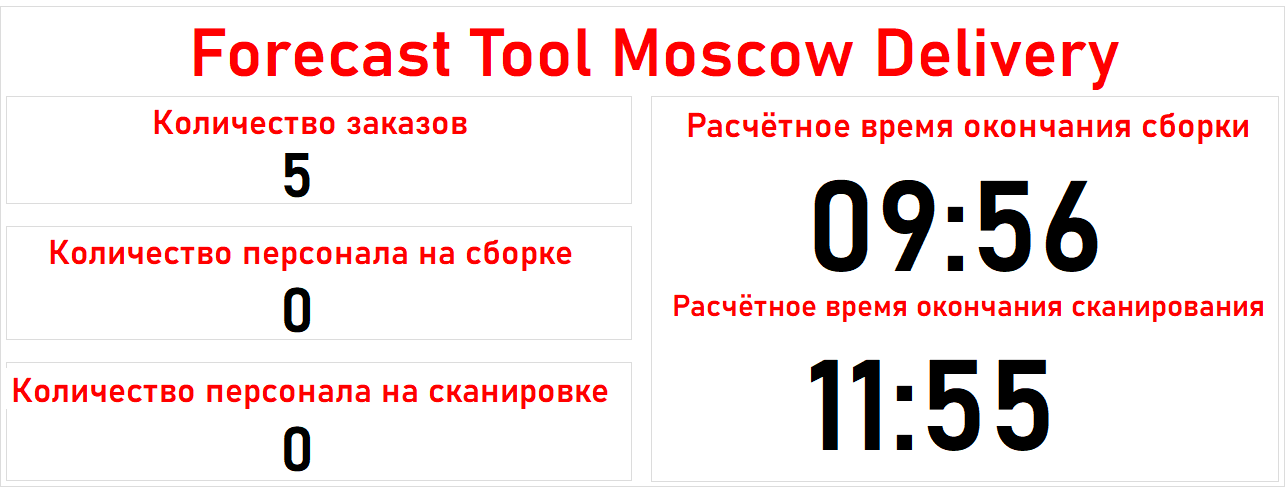 Forecast Tool Moscow Delivery
Количество заказов
5
Количество персонала на сборке
0
Количество персонала на сканировке
0
Расчётное время окончания сборки
09:56
Расчётное время окончания сканирования
11:55